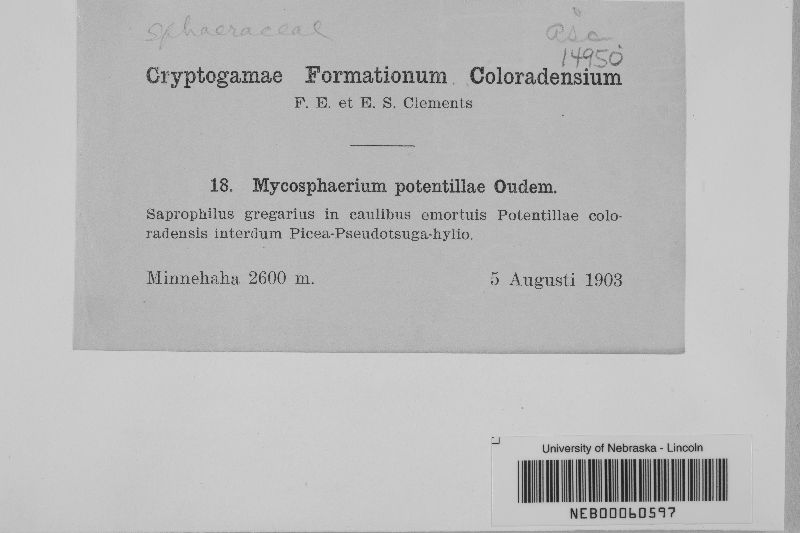 sphaeraceae
asc
14950
Cryptogamae Formationum Coloradensium
F. E. et E. S. Clements
18. Mycosphaerium potentillae Oudem.
Saprophilus gregarius in caulibus emortuis Potentillae colo-
radensis interdum Picea-Pseudotsuga-hylio.
Minnehaha 2600 m. 5 Augusti 1903
University of Nebraska - Lincoln
NEB00060597